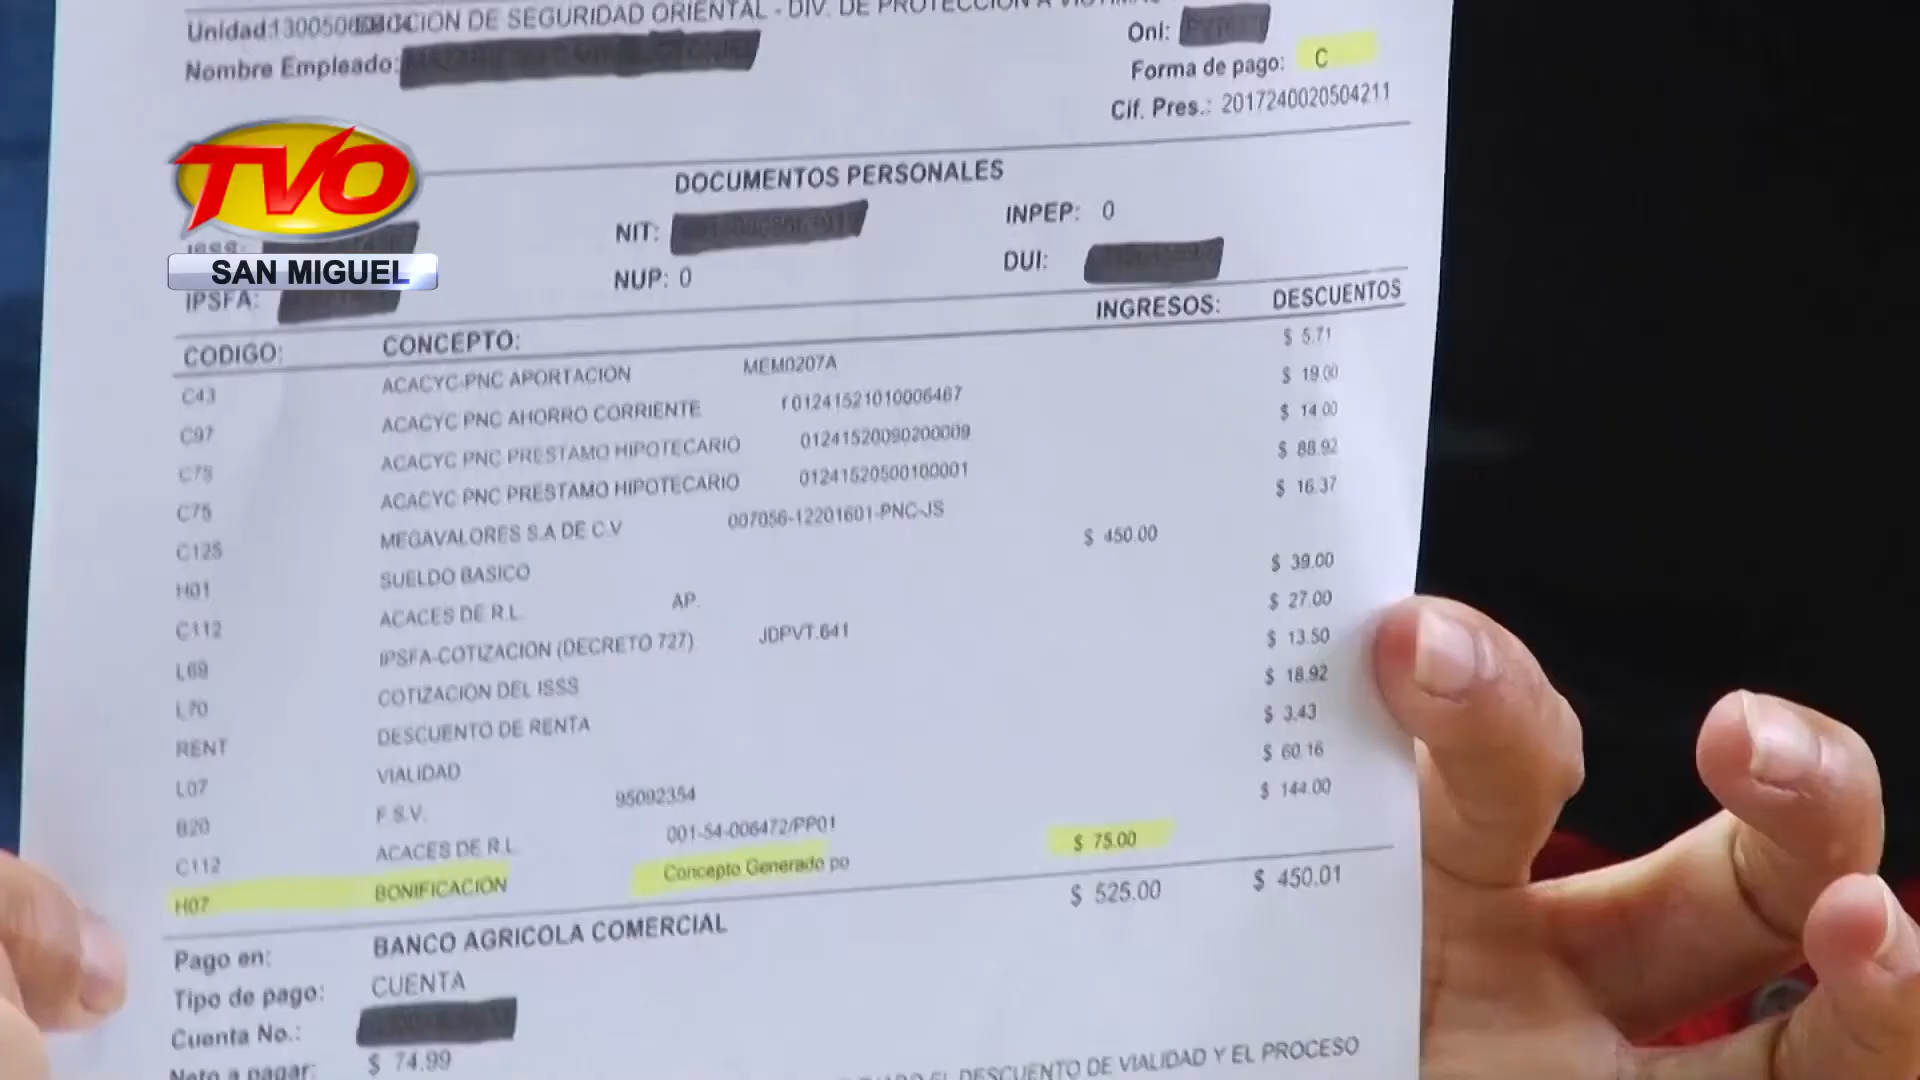 Unidad: CION DE SEGURIDAD ORIENTAL - DIV. DE PROTECCION A
Nombre Empleado:
Oni:
Forma de pago: C
Cif. Pres.: 2017240020504211
TVO
SAN MIGUEL
DOCUMENTOS PERSONALES
NIT:
INPEP: 0
NUP: 0
DUI:
IPSFA:
CODIGO: CONCEPTO: INGRESOS: DESCUENTOS
C43 ACACYC-PNC APORTACION MEM0207A $ 5.71
C97 ACACYC PNC AHORRO CORRIENTE f 01241521010006467 $ 19.00
C75 ACACYC PNC PRESTAMO HIPOTECARIO 01241520090200009 $ 14.00
C75 ACACYC PNC PRESTAMO HIPOTECARIO 01241520500100001 $ 88.92
C125 MEGAVALORES S.A DE C.V 007056-12201601-PNC-JS $ 16.37
H01 SUELDO BASICO $ 450.00
C112 ACACES DE R.L. AP. $ 39.00
L69 IPSFA-COTIZACION (DECRETO 727) JDPVT.641 $ 27.00
L70 COTIZACION DEL ISSS $ 13.50
RENT DESCUENTO DE RENTA $ 18.92
L07 VIALIDAD $ 3.43
B20 F.S.V. 95092354 $ 60.16
C112 ACACES DE R.L. 001-54-006472/PP01 $ 144.00
H07 BONIFICACION Concepto Generado po $ 75.00
$ 525.00 $ 450.01
Pago en: BANCO AGRICOLA COMERCIAL
Tipo de pago: CUENTA
Cuenta No.:
Neto a pagar: $ 74.99
EL DESCUENTO DE VIALIDAD Y EL PROCESO